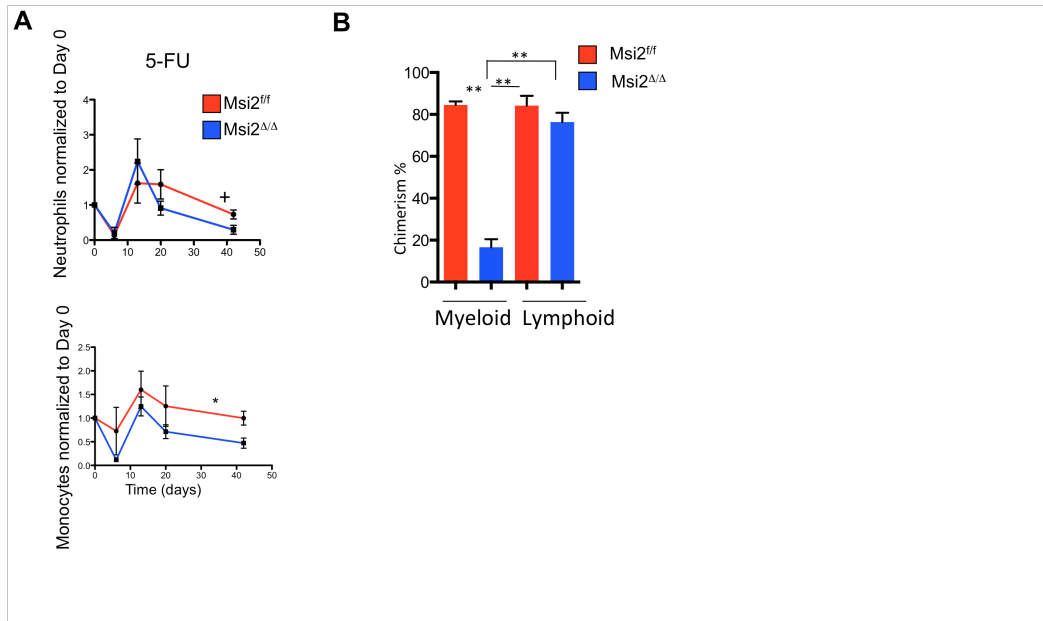 A
5-FU
Neutrophils normalized to Day 0
Msi2f/f
Msi2Δ/Δ
4
3
2
1
0
+
0 10 20 30 40 50
Monocytes normalized to Day 0
2.5
2.0
1.5
1.0
0.5
0.0
*
0 10 20 30 40 50
Time (days)
B
Msi2f/f
Msi2Δ/Δ
**
** **
Chimerism %
100
80
60
40
20
0
Myeloid Lymphoid